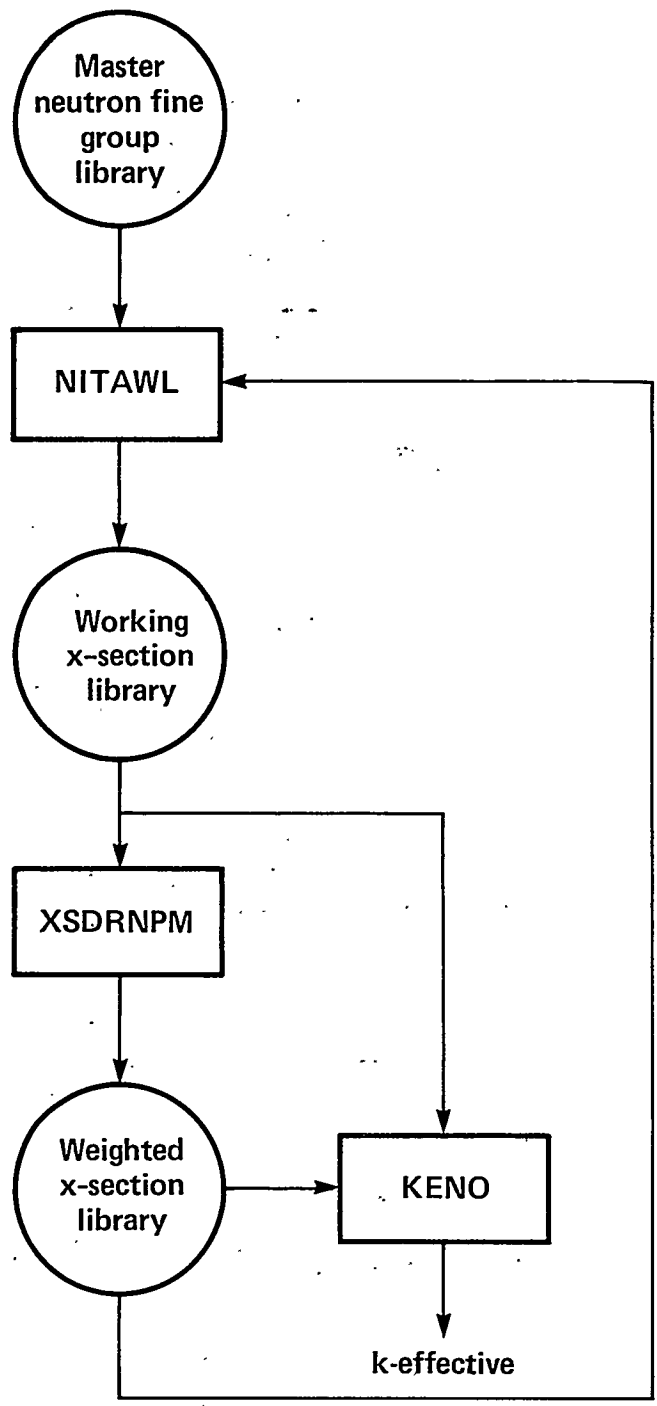 Master
neutron fine
group
library
NITAWL
Working
x-section
library
XSDRNPM
Weighted
x-section
library
KENO
k-effective